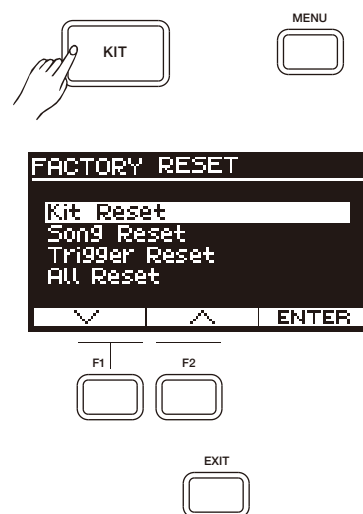 MENU
KIT
FACTORY RESET
Kit Reset
Song Reset
Trigger Reset
All Reset
ENTER
F1 F2
EXIT